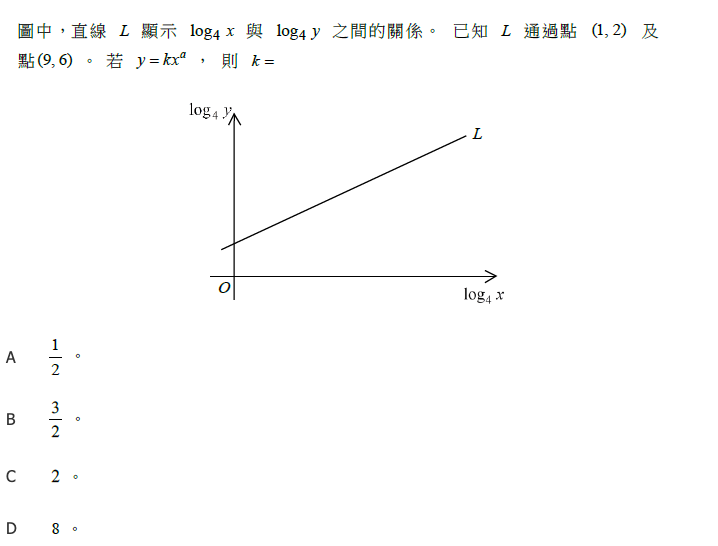 圖中，直線 L 顯示 log₄ x 與 log₄ y 之間的關係。 已知 L 通過點 (1, 2) 及
點(9, 6) 。 若 y = kxᵃ ， 則 k =
log₄ y
L
O
log₄ x
A 1/2 。
B 3/2 。
C 2 。
D 8 。